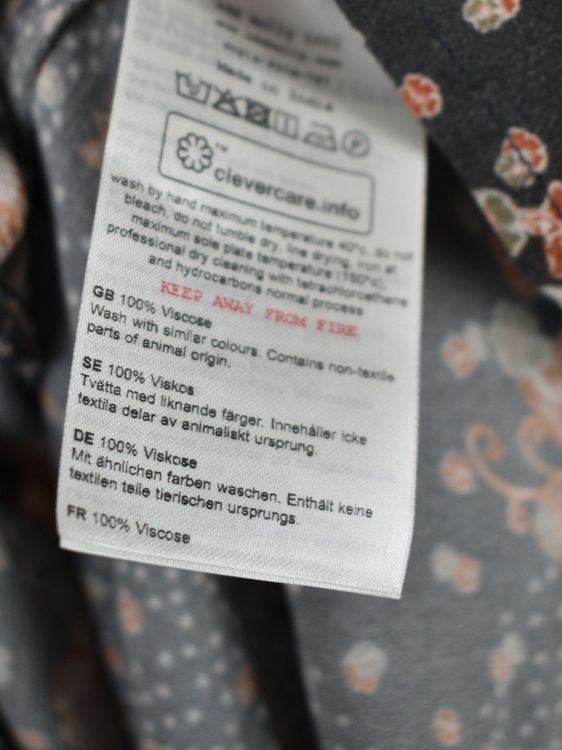 Made in India
clevercare.info
wash by hand maximum temperature 40°c, do not
bleach, do not tumble dry, line drying, iron at
maximum sole plate temperature (150°c),
professional dry cleaning with tetrachloroethene
and hydrocarbons normal process
KEEP AWAY FROM FIRE
GB 100% Viscose
Wash with similar colours. Contains non-textile
parts of animal origin.
SE 100% Viskos
Tvätta med liknande färger. Innehåller icke
textila delar av animaliskt ursprung.
DE 100% Viskose
Mit ähnlichen farben waschen. Enthält keine
textilen teile tierischen ursprungs.
FR 100% Viscose